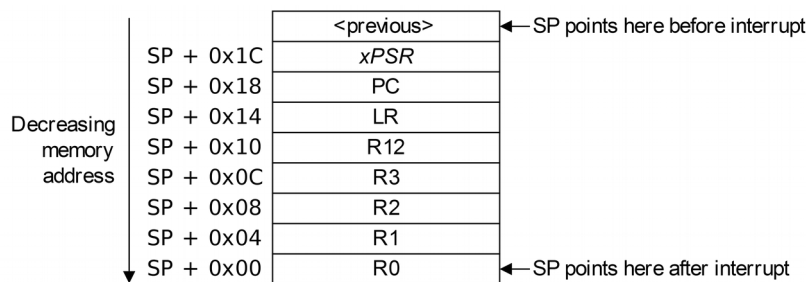 <previous> SP points here before interrupt
SP + 0x1C xPSR
SP + 0x18 PC
SP + 0x14 LR
Decreasing
memory
address
SP + 0x10 R12
SP + 0x0C R3
SP + 0x08 R2
SP + 0x04 R1
SP + 0x00 R0 SP points here after interrupt